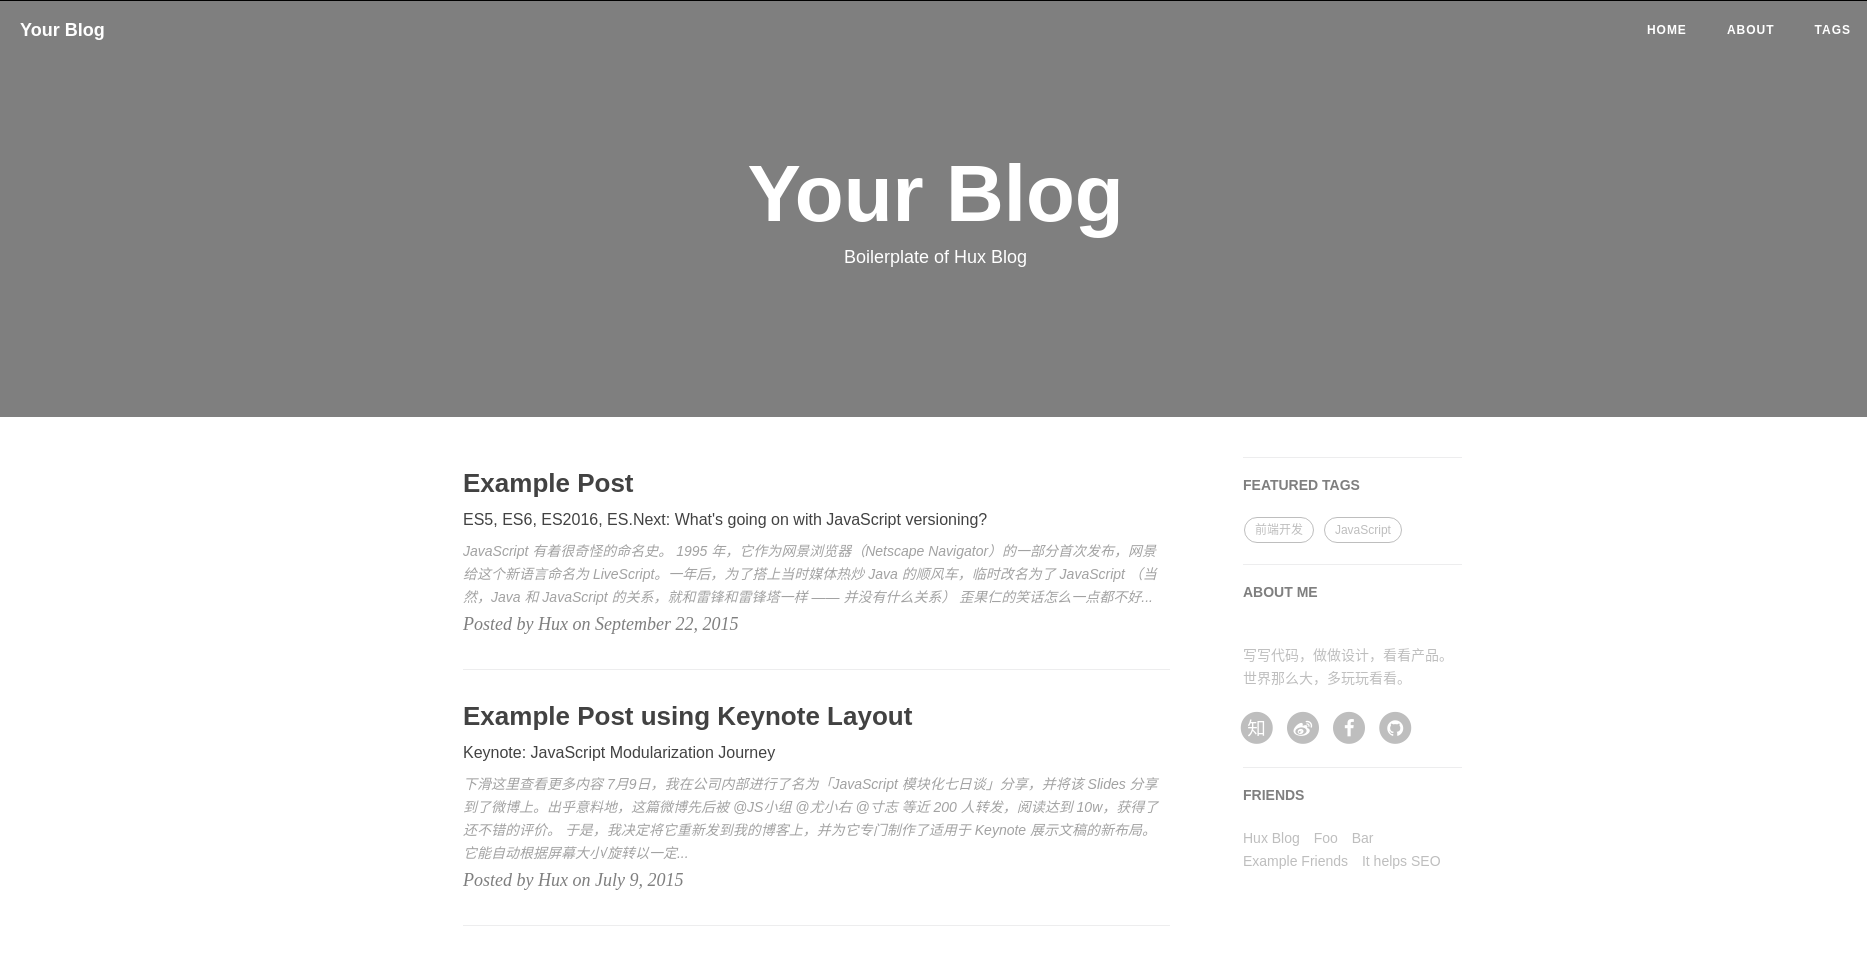 Your Blog
HOME ABOUT TAGS
Your Blog
Boilerplate of Hux Blog
Example Post
ES5, ES6, ES2016, ES.Next: What's going on with JavaScript versioning?
JavaScript 有着很奇怪的命名史。 1995 年，它作为网景浏览器（Netscape Navigator）的一部分首次发布，网景
给这个新语言命名为 LiveScript。一年后，为了搭上当时媒体热炒 Java 的顺风车，临时改名为了 JavaScript （当
然，Java 和 JavaScript 的关系，就和雷锋和雷锋塔一样 —— 并没有什么关系） 歪果仁的笑话怎么一点都不好...
Posted by Hux on September 22, 2015
Example Post using Keynote Layout
Keynote: JavaScript Modularization Journey
下滑这里查看更多内容 7月9日，我在公司内部进行了名为「JavaScript 模块化七日谈」分享，并将该 Slides 分享
到了微博上。出乎意料地，这篇微博先后被 @JS小组 @尤小右 @寸志 等近 200 人转发，阅读达到 10w，获得了
还不错的评价。 于是，我决定将它重新发到我的博客上，并为它专门制作了适用于 Keynote 展示文稿的新布局。
它能自动根据屏幕大小√旋转以一定...
Posted by Hux on July 9, 2015
FEATURED TAGS
前端开发 JavaScript
ABOUT ME
写写代码，做做设计，看看产品。
世界那么大，多玩玩看看。
知
FRIENDS
Hux Blog Foo Bar
Example Friends It helps SEO